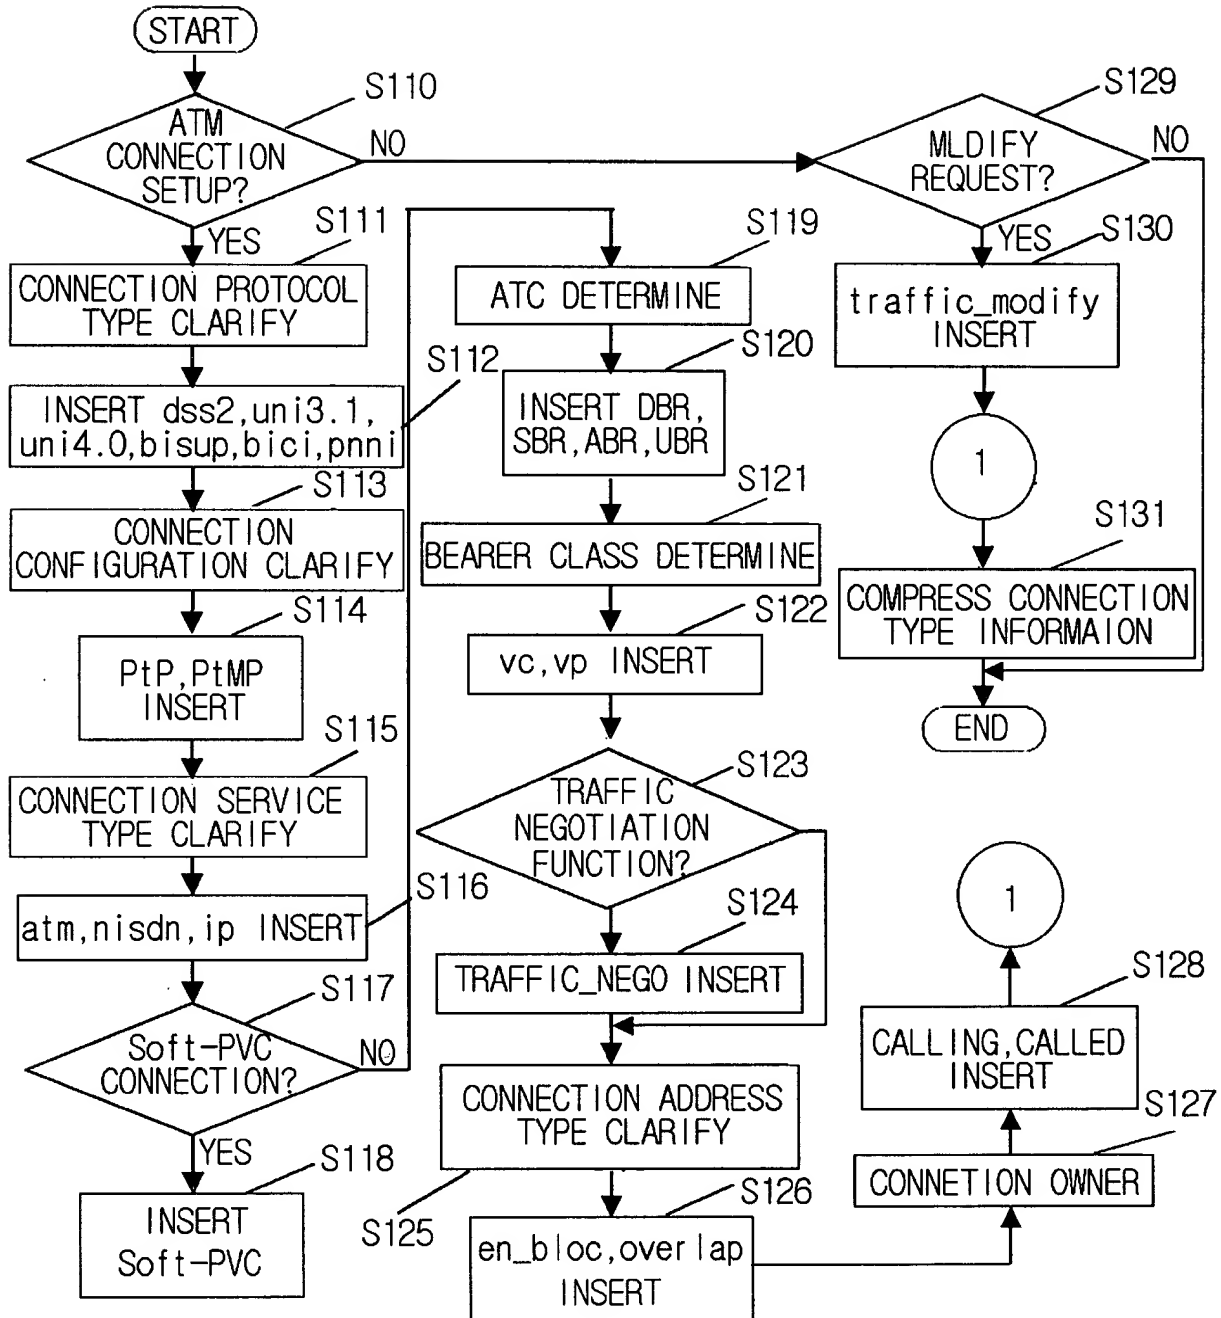 START
S110
ATM
CONNECTION
SETUP?
NO
YES
S111
CONNECTION PROTOCOL
TYPE CLARIFY
S112
INSERT dss2,uni3.1,
uni4.0,bisup,bici,pnni
S113
CONNECTION
CONFIGURATION CLARIFY
S114
PtP,PtMP
INSERT
S115
CONNECTION SERVICE
TYPE CLARIFY
S116
atm,nisdn,ip INSERT
S117
Soft-PVC
CONNECTION?
NO
YES
S118
INSERT
Soft-PVC
S119
ATC DETERMINE
S120
INSERT DBR,
SBR,ABR,UBR
S121
BEARER CLASS DETERMINE
S122
vc,vp INSERT
S123
TRAFFIC
NEGOTIATION
FUNCTION?
S124
TRAFFIC_NEGO INSERT
CONNECTION ADDRESS
TYPE CLARIFY
S125
S126
en_bloc,overlap
INSERT
S127
CONNETION OWNER
S128
CALLING,CALLED
INSERT
1
S129
MLDIFY
REQUEST?
NO
YES
S130
traffic_modify
INSERT
1
S131
COMPRESS CONNECTION
TYPE INFORMAION
END